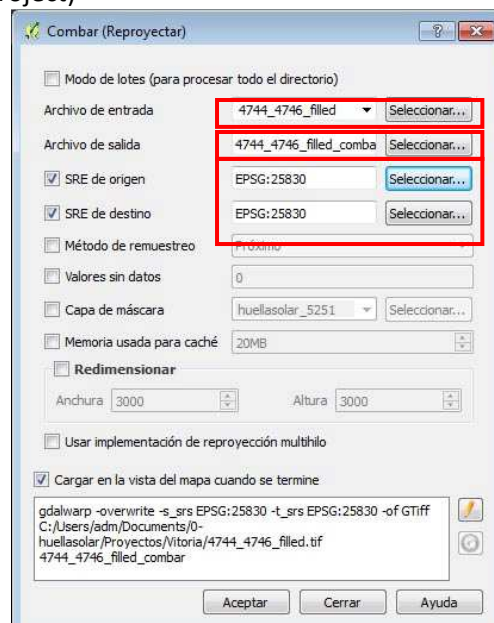 Combar (Reproyectar)
Modo de lotes (para procesar todo el directorio)
Archivo de entrada 4744_4746_filled Seleccionar...
Archivo de salida 4744_4746_filled_comba Seleccionar...
SRE de origen EPSG:25830 Seleccionar...
SRE de destino EPSG:25830 Seleccionar...
Método de remuestreo Próximo
Valores sin datos 0
Capa de máscara huellasolar_5251 Seleccionar...
Memoria usada para caché 20MB
Redimensionar
Anchura 3000 Altura 3000
Usar implementación de reproyección multihilo
Cargar en la vista del mapa cuando se termine
gdalwarp -overwrite -s_srs EPSG:25830 -t_srs EPSG:25830 -of GTiff
C:/Users/adm/Documents/0-
huellasolar/Proyectos/Vitoria/4744_4746_filled.tif
4744_4746_filled_combar
Aceptar Cerrar Ayuda